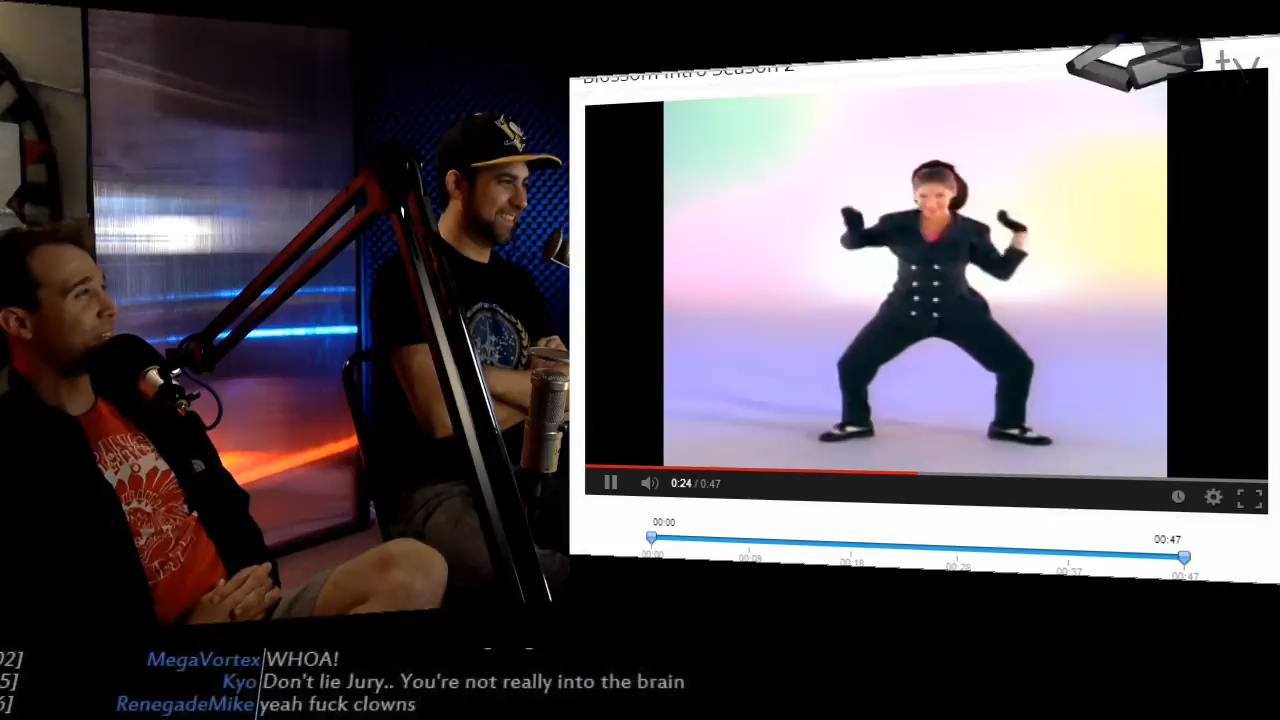 Blossom Intro Season 2
tv
0:24 / 0:47
00:00
00:47
00:00 00:09 00:18 00:28 00:37 00:47
02] MegaVortex WHOA!
5] Kyo Don't lie Jury.. You're not really into the brain
6] RenegadeMike yeah fuck clowns